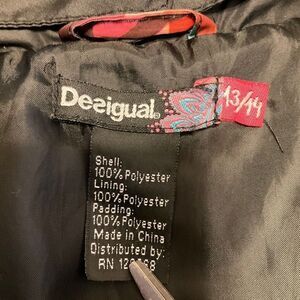 Desigual.
13/14
Shell:
100% Polyester
Lining:
100% Polyester
Padding:
100% Polyester
Made in China
Distributed by:
RN